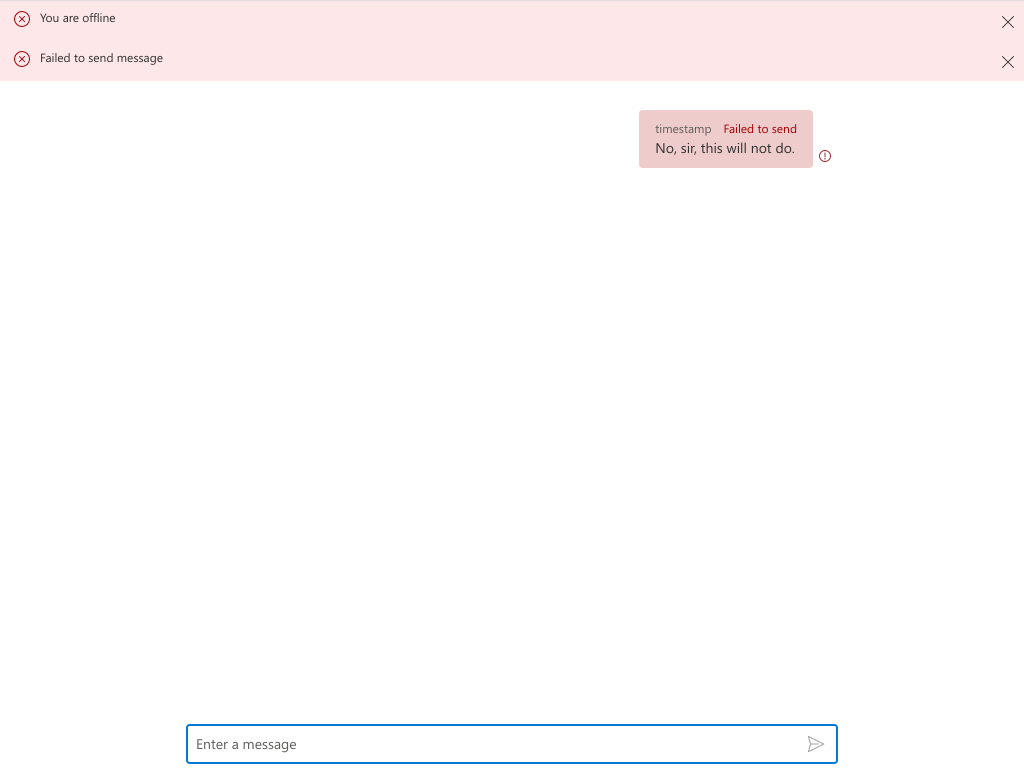 You are offline
Failed to send message
timestamp Failed to send
No, sir, this will not do.
Enter a message